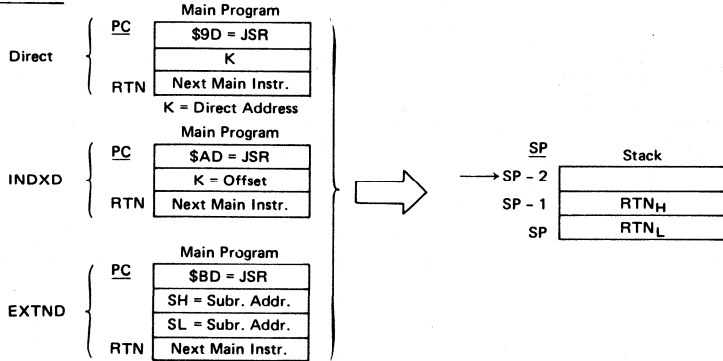 Main Program
Direct
PC
$9D = JSR
K
RTN
Next Main Instr.
K = Direct Address
Main Program
INDXD
PC
$AD = JSR
K = Offset
RTN
Next Main Instr.
Main Program
EXTND
PC
$BD = JSR
SH = Subr. Addr.
SL = Subr. Addr.
RTN
Next Main Instr.
SP
Stack
SP - 2
SP - 1
RTNH
SP
RTNL